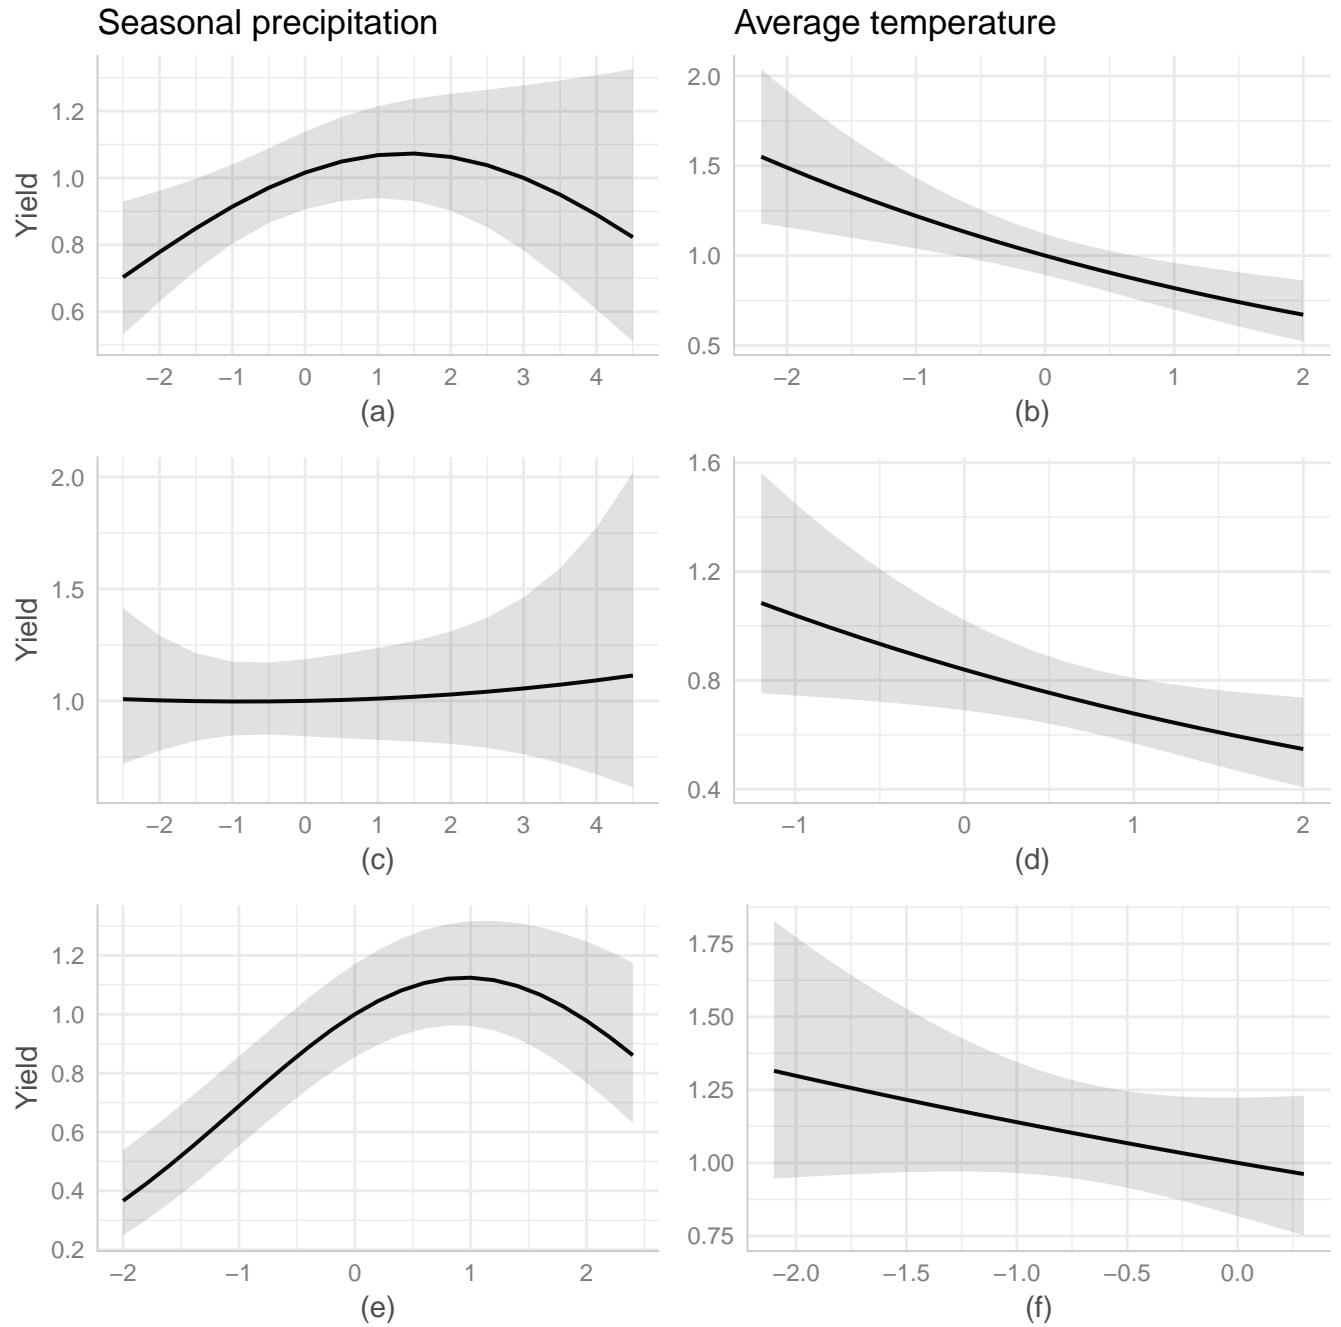 Seasonal precipitation
Average temperature
Yield
1.2
1.0
0.8
0.6
−2 −1 0 1 2 3 4
(a)
2.0
1.5
1.0
0.5
−2 −1 0 1 2
(b)
Yield
2.0
1.5
1.0
−2 −1 0 1 2 3 4
(c)
1.6
1.2
0.8
0.4
−1 0 1 2
(d)
Yield
1.2
1.0
0.8
0.6
0.4
0.2
−2 −1 0 1 2
(e)
1.75
1.50
1.25
1.00
0.75
−2.0 −1.5 −1.0 −0.5 0.0
(f)